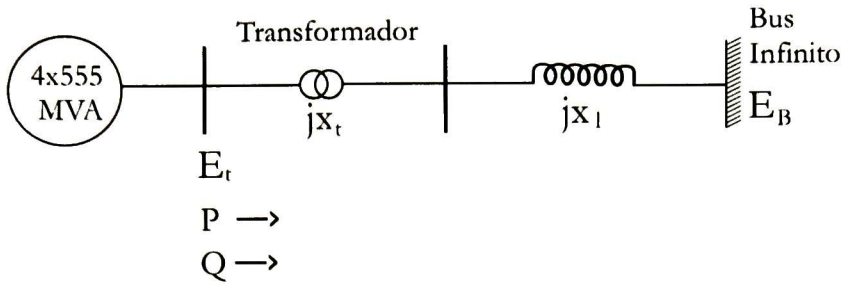 4x555
MVA
Transformador
jxₜ
jx₁
Bus
Infinito
E_B
Eₜ
P →
Q →